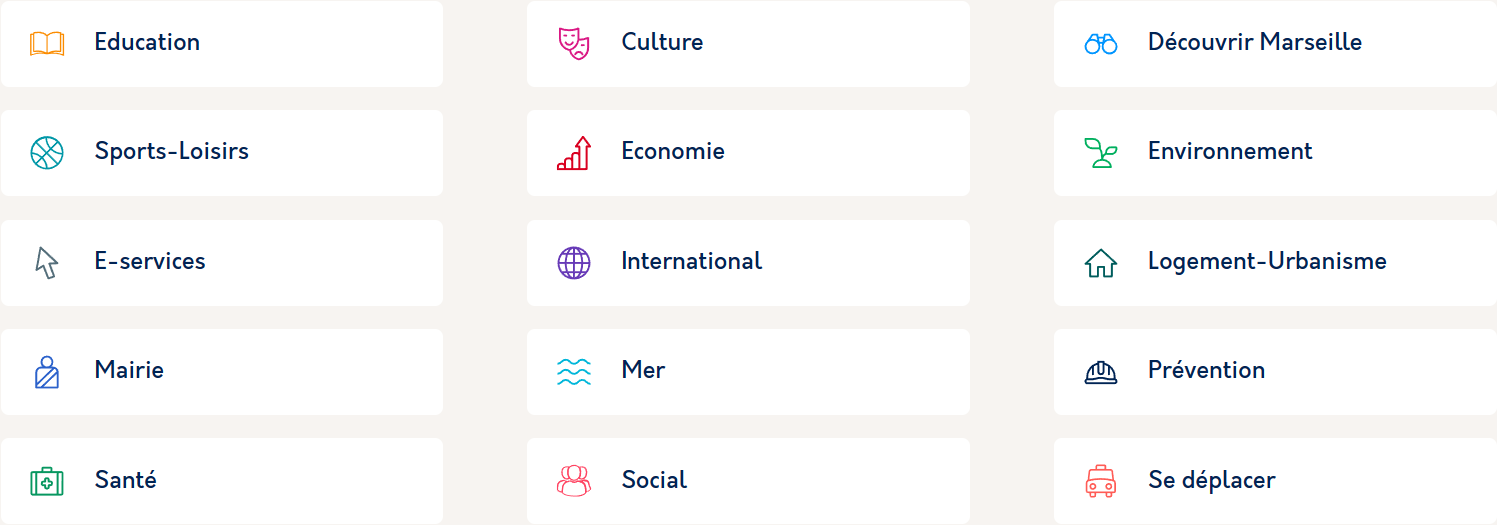 Education
Culture
Découvrir Marseille
Sports-Loisirs
Economie
Environnement
E-services
International
Logement-Urbanisme
Mairie
Mer
Prévention
Santé
Social
Se déplacer